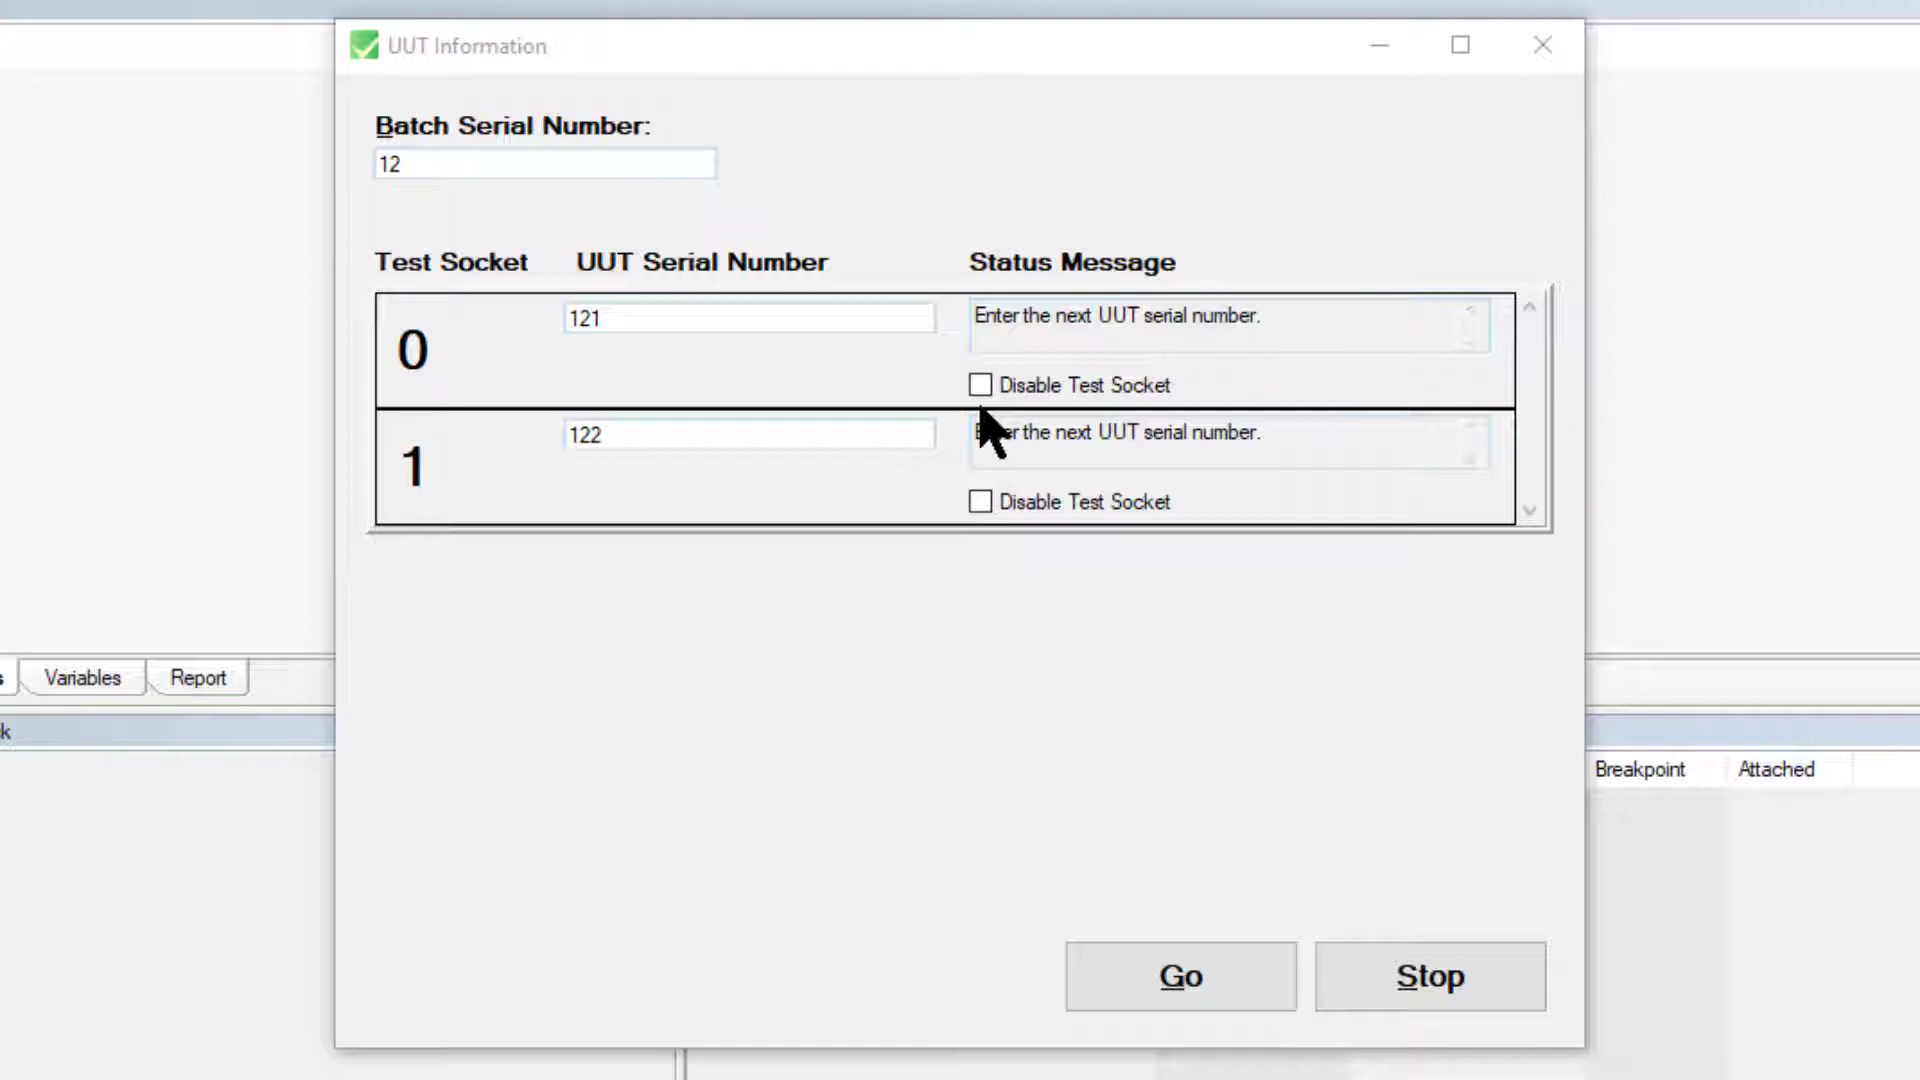 UUT Information
Batch Serial Number:
12
Test Socket UUT Serial Number Status Message
0 121 Enter the next UUT serial number.
Disable Test Socket
1 122 the next UUT serial number.
Disable Test Socket
Variables Report
Breakpoint Attached
Go Stop